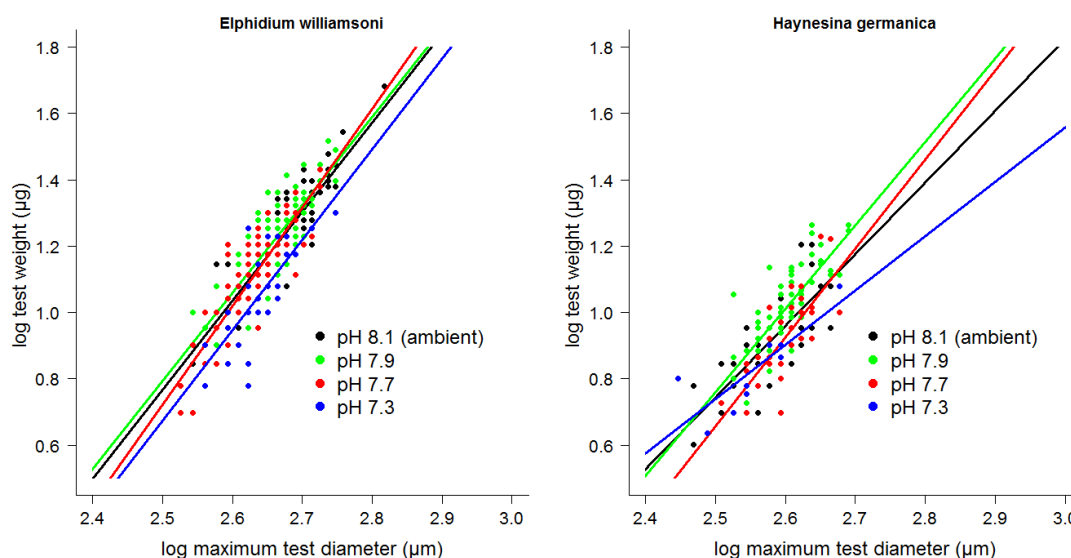 Elphidium williamsoni
1.8
1.6
1.4
1.2
1.0
0.8
0.6
log test weight (µg)
pH 8.1 (ambient)
pH 7.9
pH 7.7
pH 7.3
2.4 2.5 2.6 2.7 2.8 2.9 3.0
log maximum test diameter (µm)
Haynesina germanica
1.8
1.6
1.4
1.2
1.0
0.8
0.6
log test weight (µg)
pH 8.1 (ambient)
pH 7.9
pH 7.7
pH 7.3
2.4 2.5 2.6 2.7 2.8 2.9 3.0
log maximum test diameter (µm)